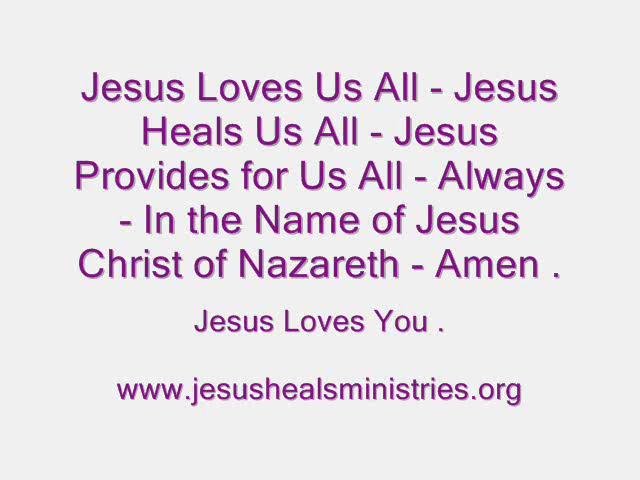 Jesus Loves Us All - Jesus
Heals Us All - Jesus
Provides for Us All - Always
- In the Name of Jesus
Christ of Nazareth - Amen .
Jesus Loves You .
www.jesushealsministries.org